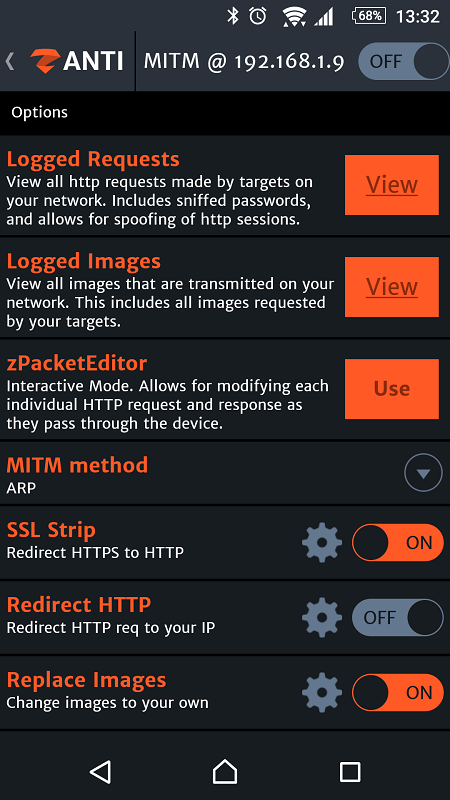 68% 13:32
ANTI MITM @ 192.168.1.9 OFF
Options
Logged Requests
View all http requests made by targets on
your network. Includes sniffed passwords,
and allows for spoofing of http sessions.
View
Logged Images
View all images that are transmitted on your
network. This includes all images requested
by your targets.
View
zPacketEditor
Interactive Mode. Allows for modifying each
individual HTTP request and response as
they pass through the device.
Use
MITM method
ARP
SSL Strip
Redirect HTTPS to HTTP
ON
Redirect HTTP
Redirect HTTP req to your IP
OFF
Replace Images
Change images to your own
ON